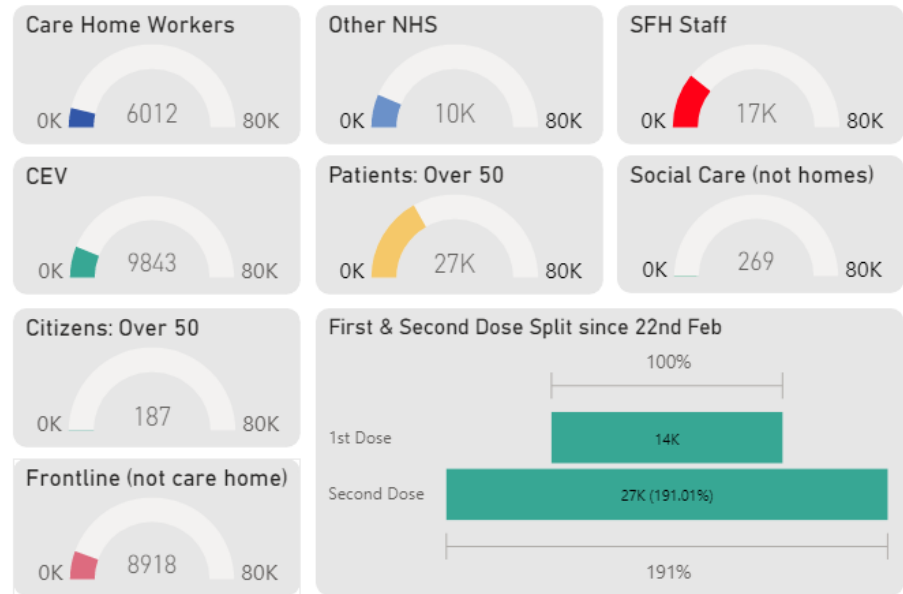 Care Home Workers
6012
0K
80K
Other NHS
10K
0K
80K
SFH Staff
17K
0K
80K
CEV
9843
0K
80K
Patients: Over 50
27K
0K
80K
Social Care (not homes)
269
0K
80K
Citizens: Over 50
187
0K
80K
First & Second Dose Split since 22nd Feb
100%
1st Dose
14K
Second Dose
27K (191.01%)
191%
Frontline (not care home)
8918
0K
80K